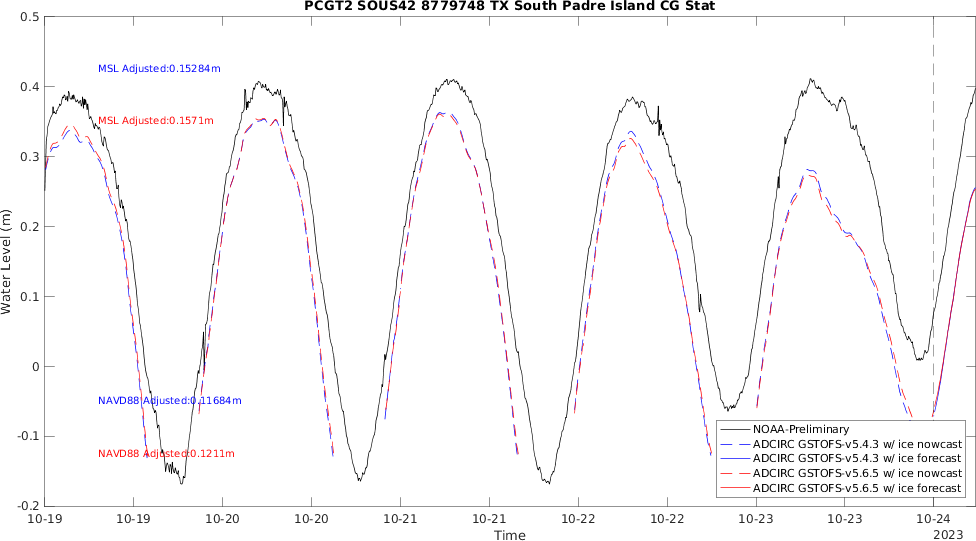 PCGT2 SOUS42 8779748 TX South Padre Island CG Stat
0.5
0.4
0.3
0.2
0.1
0
-0.1
-0.2
Water Level (m)
MSL Adjusted:0.15284m
MSL Adjusted:0.1571m
NAVD88 Adjusted:0.11684m
NAVD88 Adjusted:0.1211m
NOAA-Preliminary
ADCIRC GSTOFS-v5.4.3 w/ ice nowcast
ADCIRC GSTOFS-v5.4.3 w/ ice forecast
ADCIRC GSTOFS-v5.6.5 w/ ice nowcast
ADCIRC GSTOFS-v5.6.5 w/ ice forecast
10-19 10-19 10-20 10-20 10-21 10-21 10-22 10-22 10-23 10-23 10-24
2023
Time